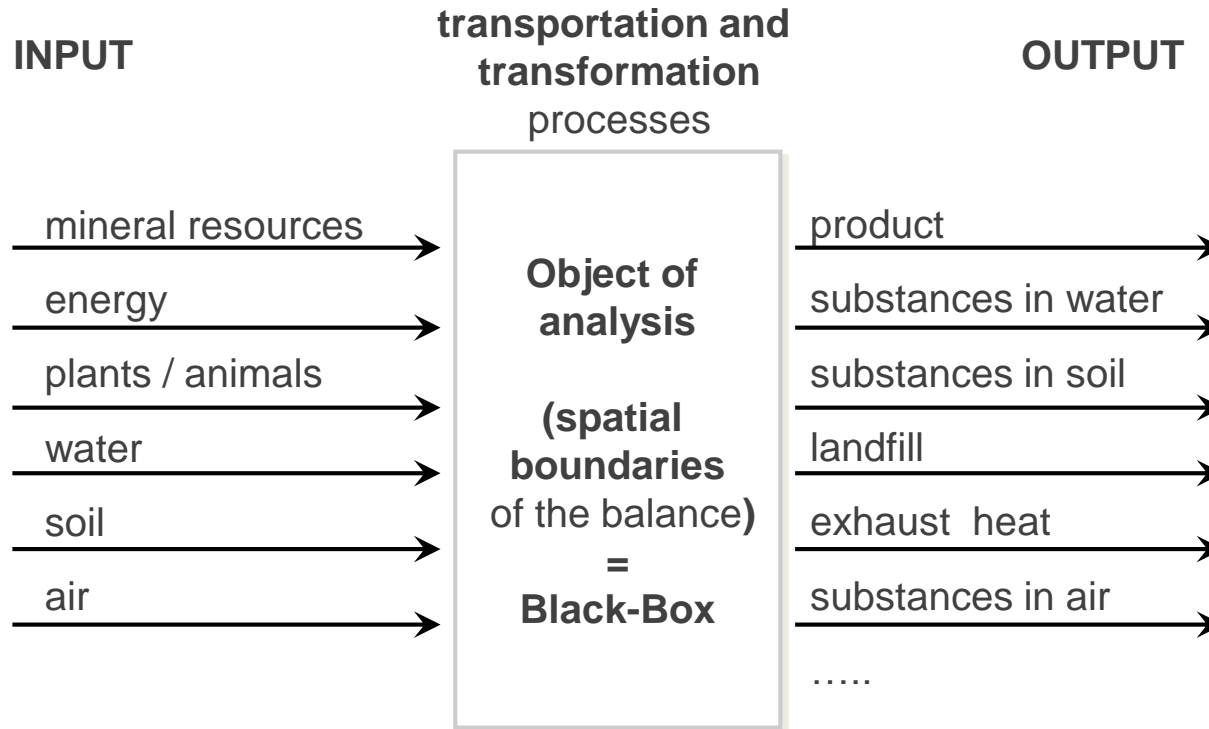 INPUT
transportation and
transformation
processes
OUTPUT
mineral resources
energy
plants / animals
water
soil
air
Object of
analysis
(spatial
boundaries
of the balance)
=
Black-Box
product
substances in water
substances in soil
landfill
exhaust heat
substances in air
.....